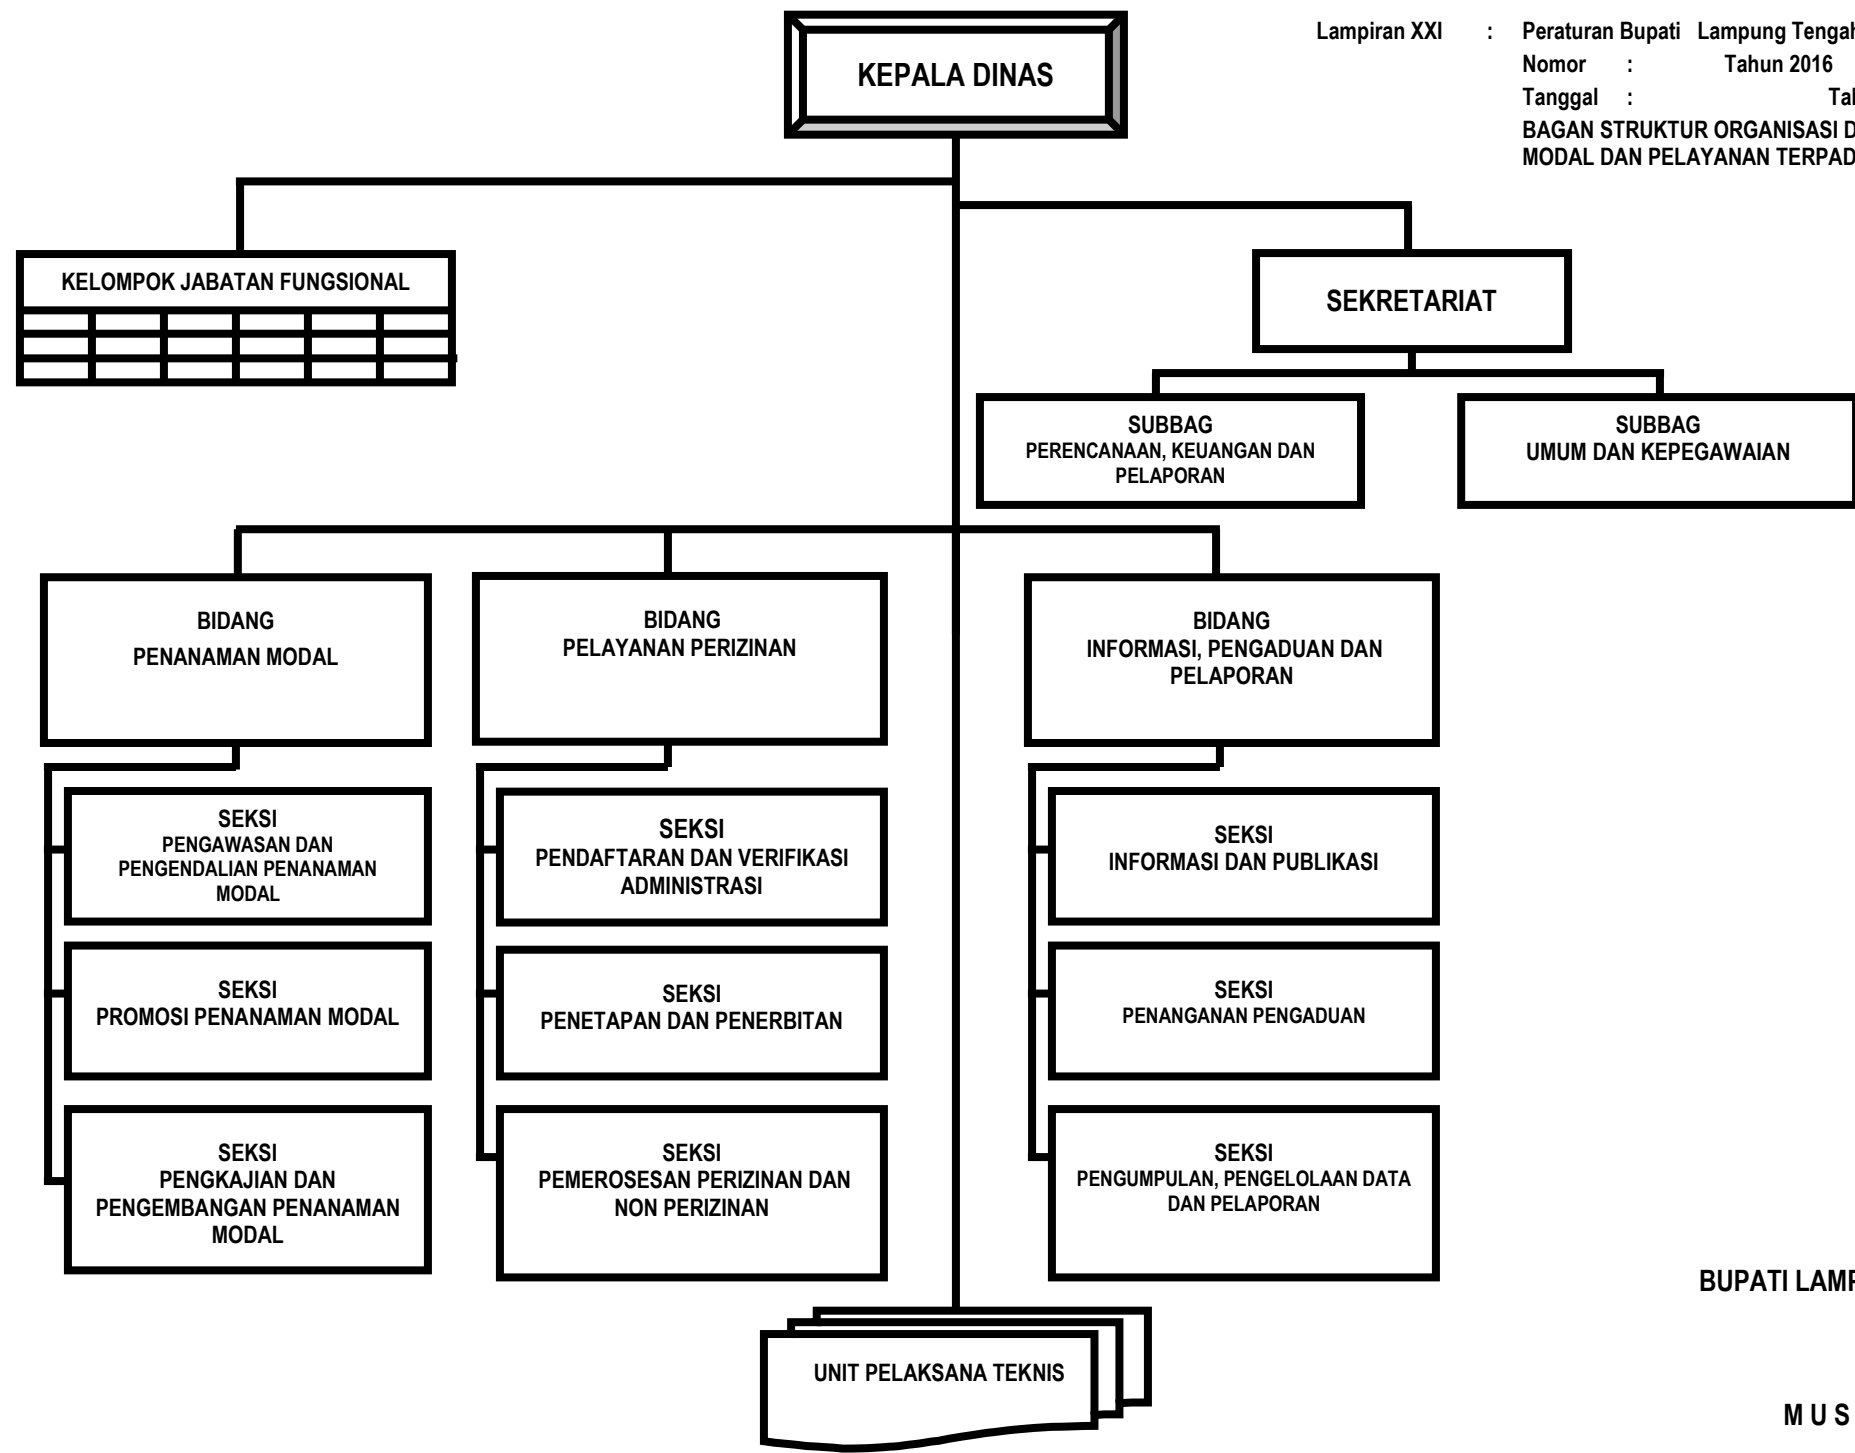 Lampiran XXI : Peraturan Bupati Lampung Tengah
Nomor : Tahun 2016
Tanggal :
BAGAN STRUKTUR ORGANISASI
MODAL DAN PELAYANAN
KEPALA DINAS
KELOMPOK JABATAN FUNGSIONAL
SEKRETARIAT
SUBBAG
PERENCANAAN, KEUANGAN DAN
PELAPORAN
SUBBAG
UMUM DAN KEPEGAWAIAN
BIDANG
PENANAMAN MODAL
BIDANG
PELAYANAN PERIZINAN
BIDANG
INFORMASI, PENGADUAN DAN
PELAPORAN
SEKSI
PENGAWASAN DAN
PENGENDALIAN PENANAMAN
MODAL
SEKSI
PROMOSI PENANAMAN MODAL
SEKSI
PENGKAJIAN DAN
PENGEMBANGAN PENANAMAN
MODAL
SEKSI
PENDAFTARAN DAN VERIFIKASI
ADMINISTRASI
SEKSI
PENETAPAN DAN PENERBITAN
SEKSI
PEMEROSESAN PERIZINAN DAN
NON PERIZINAN
SEKSI
INFORMASI DAN PUBLIKASI
SEKSI
PENANGANAN PENGADUAN
SEKSI
PENGUMPULAN, PENGELOLAAN DATA
DAN PELAPORAN
UNIT PELAKSANA TEKNIS
BUPATI